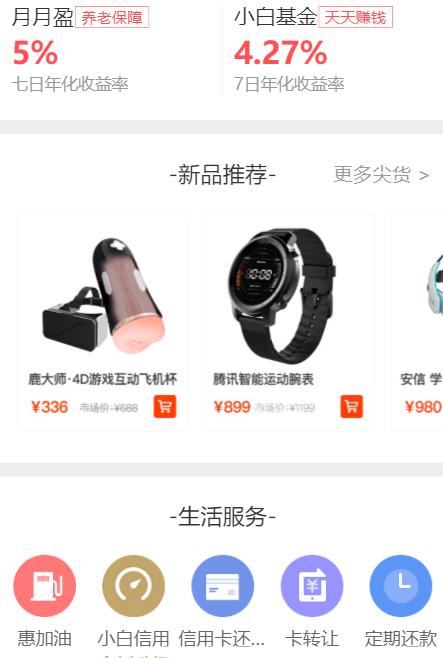 月月盈 养老保障
小白基金 天天赚钱
5%
4.27%
七日年化收益率
7日年化收益率
-新品推荐-
更多尖货 >
鹿大师·4D游戏互动飞机杯
腾讯智能运动腕表
安信 学
¥336 市场价:¥688
¥899 市场价:¥1199
¥980
-生活服务-
惠加油
小白信用
信用卡还...
卡转让
定期还款